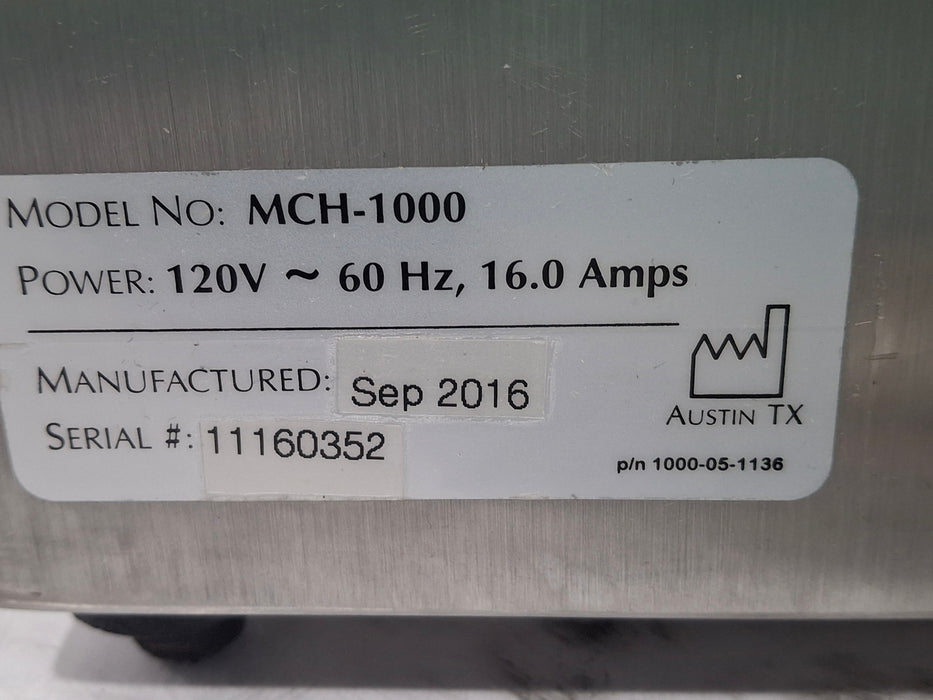 MODEL NO: MCH-1000
POWER: 120V ~ 60 Hz, 16.0 Amps
MANUFACTURED: Sep 2016
SERIAL #: 11160352
AUSTIN TX
p/n 1000-05-1136